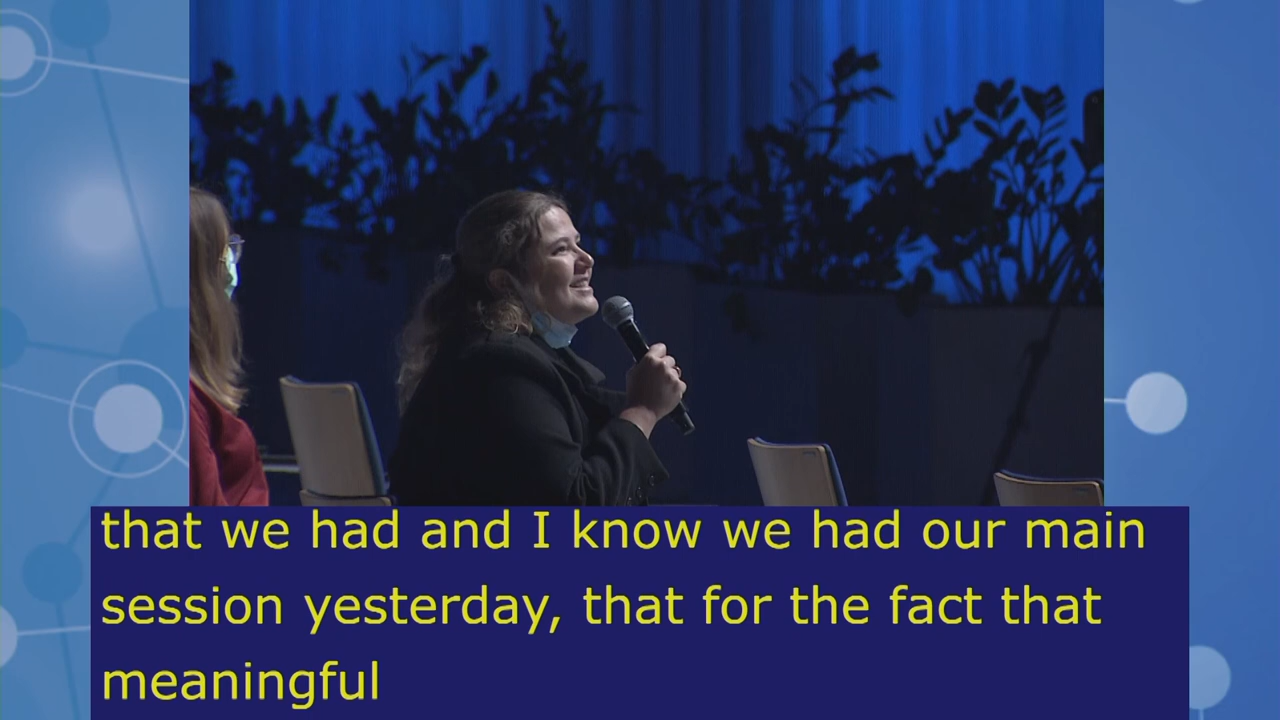 that we had and I know we had our main
session yesterday, that for the fact that
meaningful